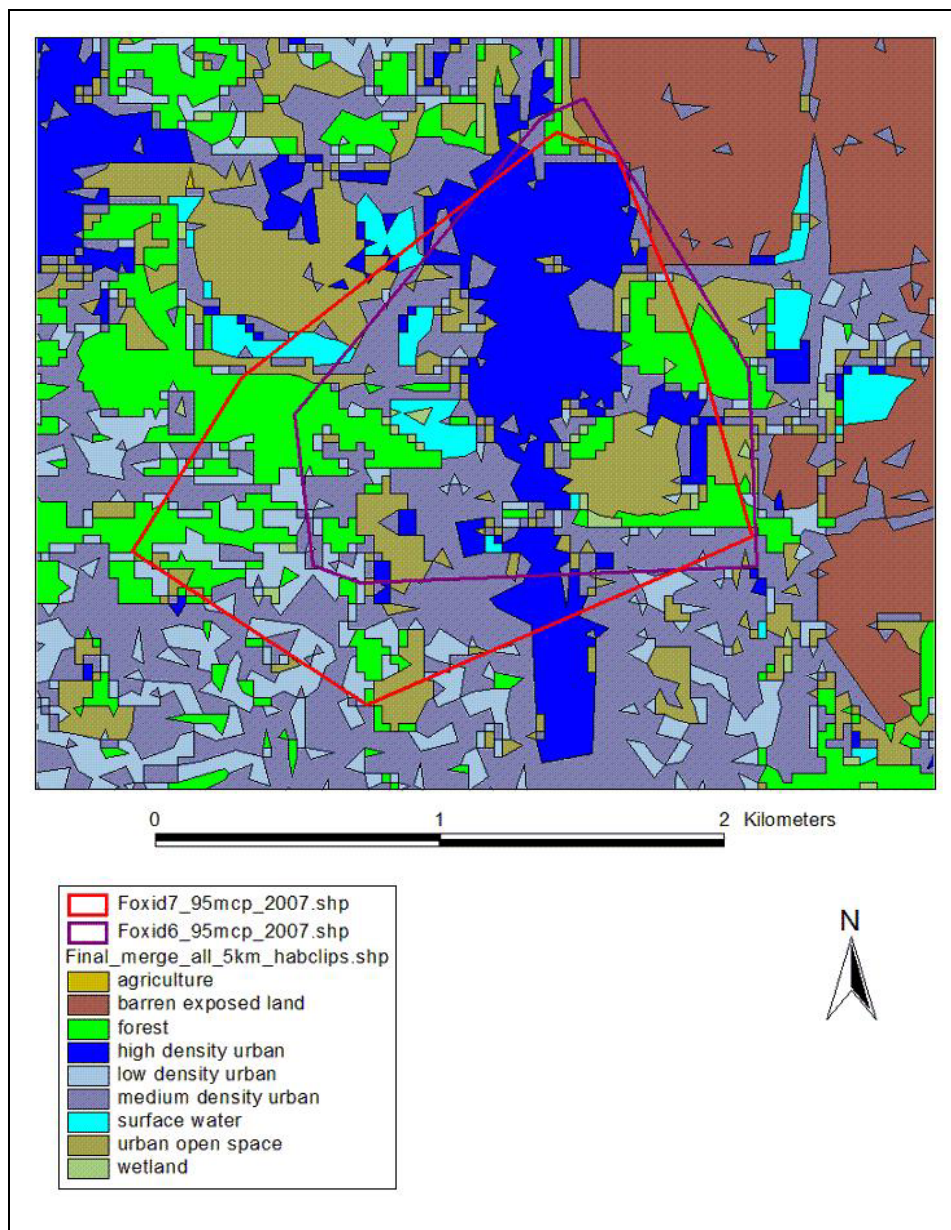 0 1 2 Kilometers
Foxid7_95mcp_2007.shp
Foxid6_95mcp_2007.shp
Final_merge_all_5km_habclips.shp
agriculture
barren exposed land
forest
high density urban
low density urban
medium density urban
surface water
urban open space
wetland
N